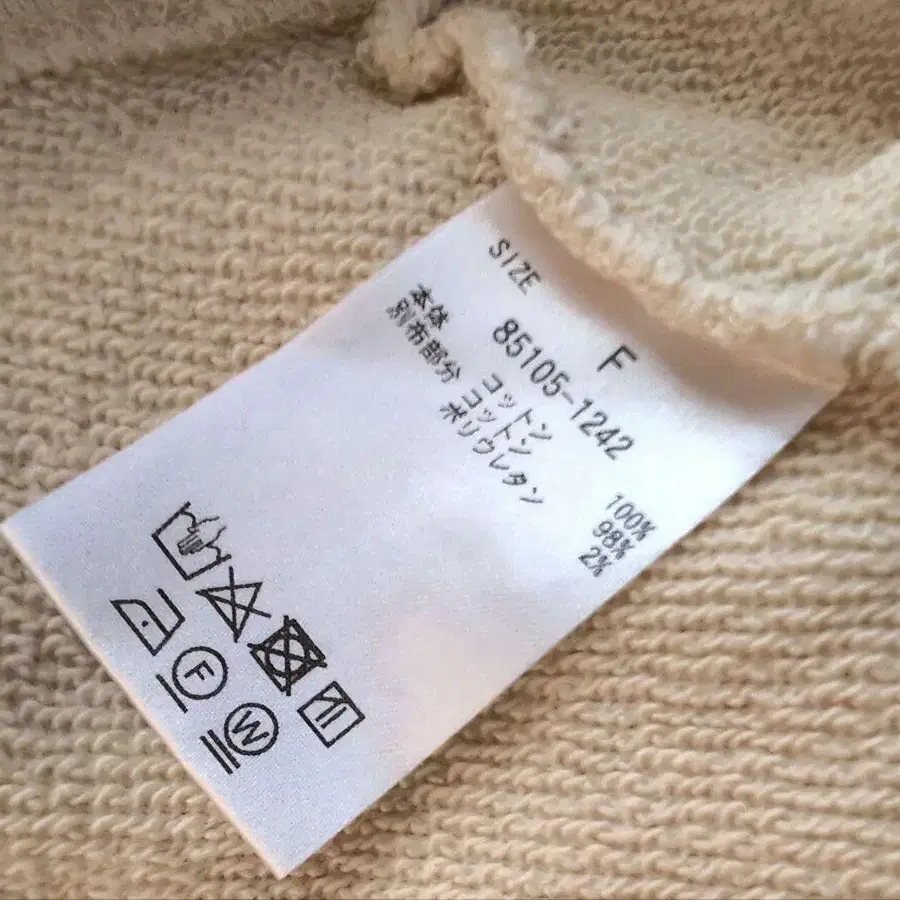 SIZE F
85105-1242
本体 コットン 100%
別布部分 コットン 98%
ポリウレタン 2%
F
W